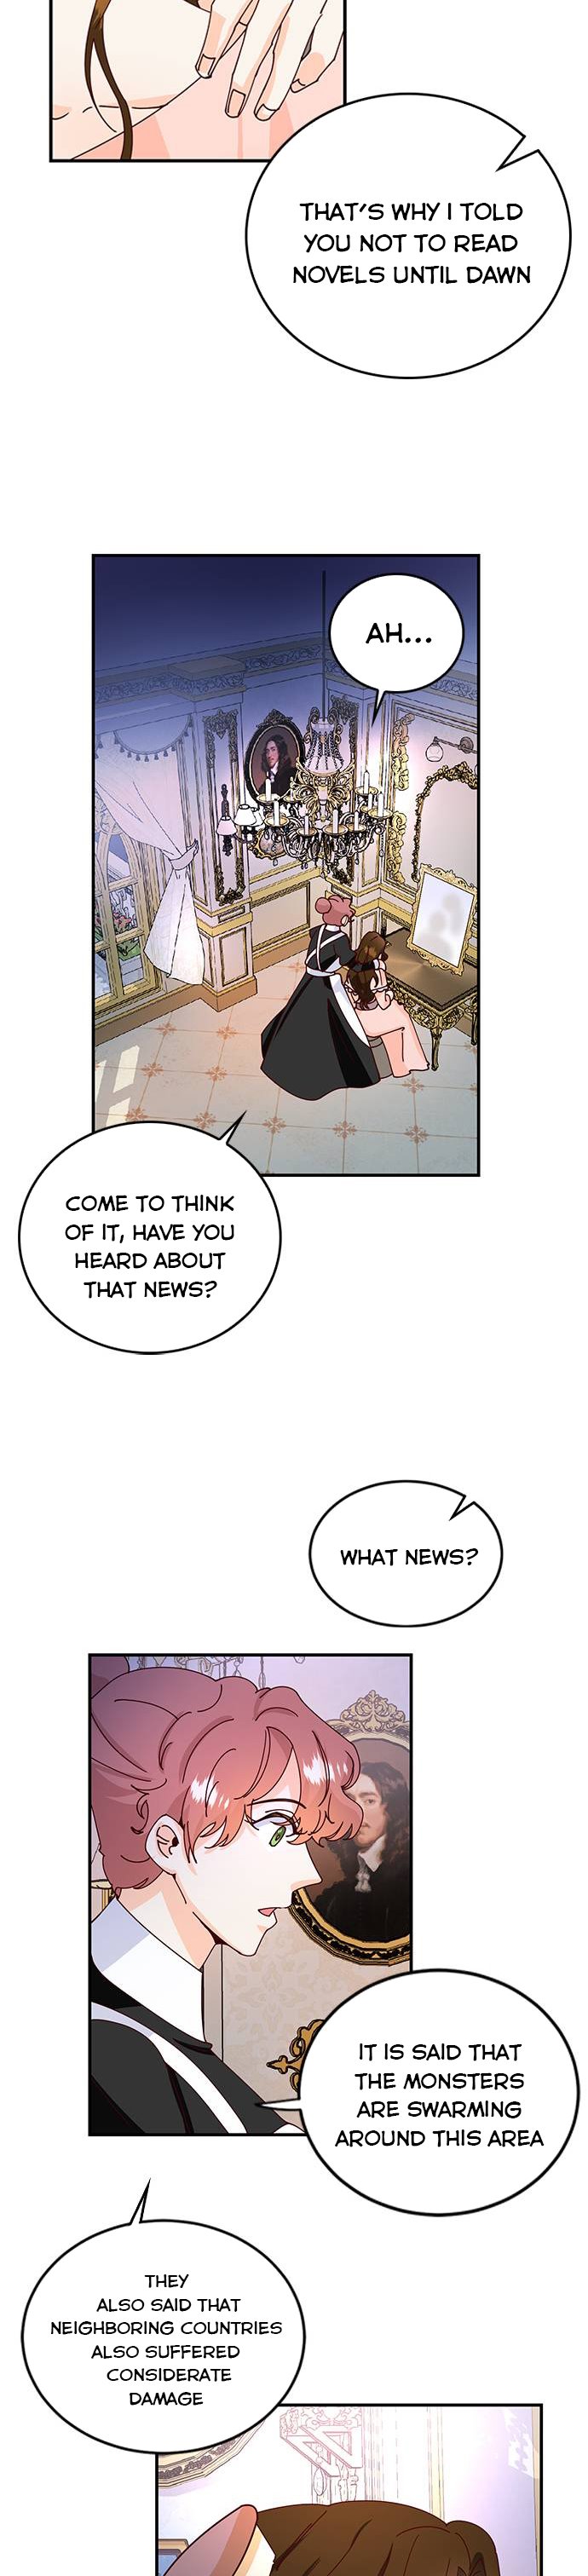 THAT'S WHY I TOLD
YOU NOT TO READ
NOVELS UNTIL DAWN
AH...
COME TO THINK
OF IT, HAVE YOU
HEARD ABOUT
THAT NEWS?
WHAT NEWS?
IT IS SAID THAT
THE MONSTERS
ARE SWARMING
AROUND THIS AREA
THEY
ALSO SAID THAT
NEIGHBORING COUNTRIES
ALSO SUFFERED
CONSIDERATE
DAMAGE